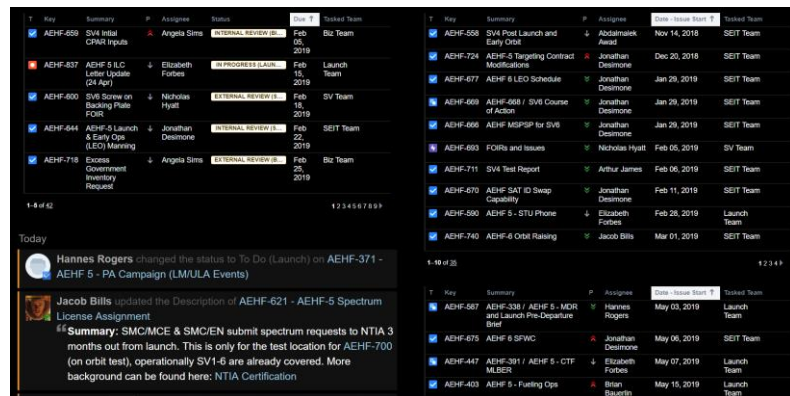 T Key Summary P Assignee Status Due ↑ Tasked Team
AEHF-659 SV4 Intial Angela Sims INTERNAL REVIEW (BI... Feb Biz Team
CPAR Inputs 05,
2019
AEHF-837 AEHF 5 ILC Elizabeth IN PROGRESS (LAUN... Feb Launch
Letter Update Forbes 15, Team
(24 Apr) 2019
AEHF-600 SV6 Screw on Nicholas EXTERNAL REVIEW (S... Feb SV Team
Backing Plate Hyatt 18,
FOIR 2019
AEHF-644 AEHF-5 Launch Jonathan INTERNAL REVIEW (S... Feb SEIT Team
& Early Ops Desimone 22,
(LEO) Manning 2019
AEHF-718 Excess Angela Sims EXTERNAL REVIEW (B... Feb Biz Team
Government 25,
Inventory 2019
Request
1–5 of 42 1 2 3 4 5 6 7 8 9
Today
Hannes Rogers changed the status to To Do (Launch) on AEHF-371 -
AEHF 5 - PA Campaign (LM/ULA Events)
Jacob Bills updated the Description of AEHF-621 - AEHF-5 Spectrum
License Assignment
“Summary: SMC/MCE & SMC/EN submit spectrum requests to NTIA 3
months out from launch. This is only for the test location for AEHF-700
(on orbit test), operationally SV1-6 are already covered. More
background can be found here: NTIA Certification
T Key Summary P Assignee Date - Issue Start ↑ Tasked Team
AEHF-558 SV4 Post Launch and Abdalmalek Nov 14, 2018 SEIT Team
Early Orbit Awad
AEHF-724 AEHF-5 Targeting Contract Jonathan Dec 20, 2018 SEIT Team
Modifications Desimone
AEHF-677 AEHF 6 LEO Schedule Jonathan Jan 29, 2019 SEIT Team
Desimone
AEHF-669 AEHF-668 / SV6 Course Jonathan Jan 29, 2019 SEIT Team
of Action Desimone
AEHF-666 AEHF MSPSP for SV6 Jonathan Jan 29, 2019 SEIT Team
Desimone
AEHF-693 FOIRs and Issues Nicholas Hyatt Feb 05, 2019 SV Team
AEHF-711 SV4 Test Report Arthur James Feb 06, 2019 SEIT Team
AEHF-670 AEHF SAT ID Swap Jonathan Feb 11, 2019 SEIT Team
Capability Desimone
AEHF-590 AEHF 5 - STU Phone Elizabeth Feb 28, 2019 Launch
Forbes Team
AEHF-740 AEHF-6 Orbit Raising Jacob Bills Mar 01, 2019 SEIT Team
1–10 of 35 1 2 3 4
T Key Summary P Assignee Date - Issue Start ↑ Tasked Team
AEHF-587 AEHF-338 / AEHF 5 - MDR Hannes May 03, 2019 Launch
and Launch Pre-Departure Rogers Team
Brief
AEHF-675 AEHF 6 SFWC Jonathan May 06, 2019 SEIT Team
Desimone
AEHF-447 AEHF-391 / AEHF 5 - CTF Elizabeth May 07, 2019 Launch
MLBER Forbes Team
AEHF-403 AEHF 5 - Fueling Ops Brian May 15, 2019 Launch
Bauerlin Team